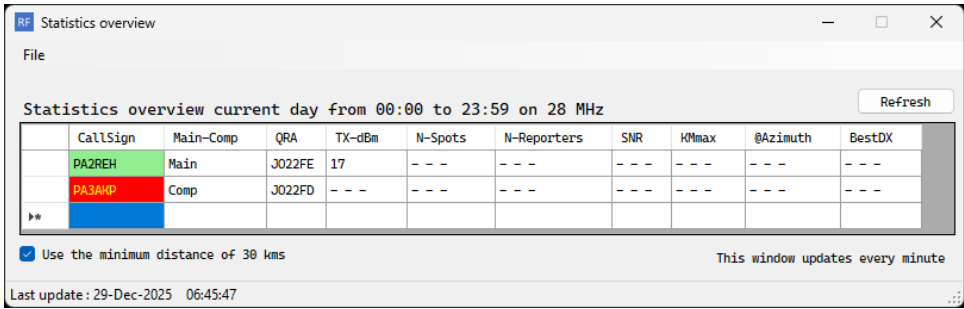 RF Statistics overview
File
Statistics overview current day from 00:00 to 23:59 on 28 MHz
Refresh
CallSign Main-Comp QRA TX-dBm N-Spots N-Reporters SNR KMmax @Azimuth BestDX
PA2REH Main JO22FE 17 - - - - - - - - - - - - - - - - - -
PA3AKP Comp JO22FD - - - - - - - - - - - - - - - - - - - - -
Use the minimum distance of 30 kms
This window updates every minute
Last update : 29-Dec-2025 06:45:47